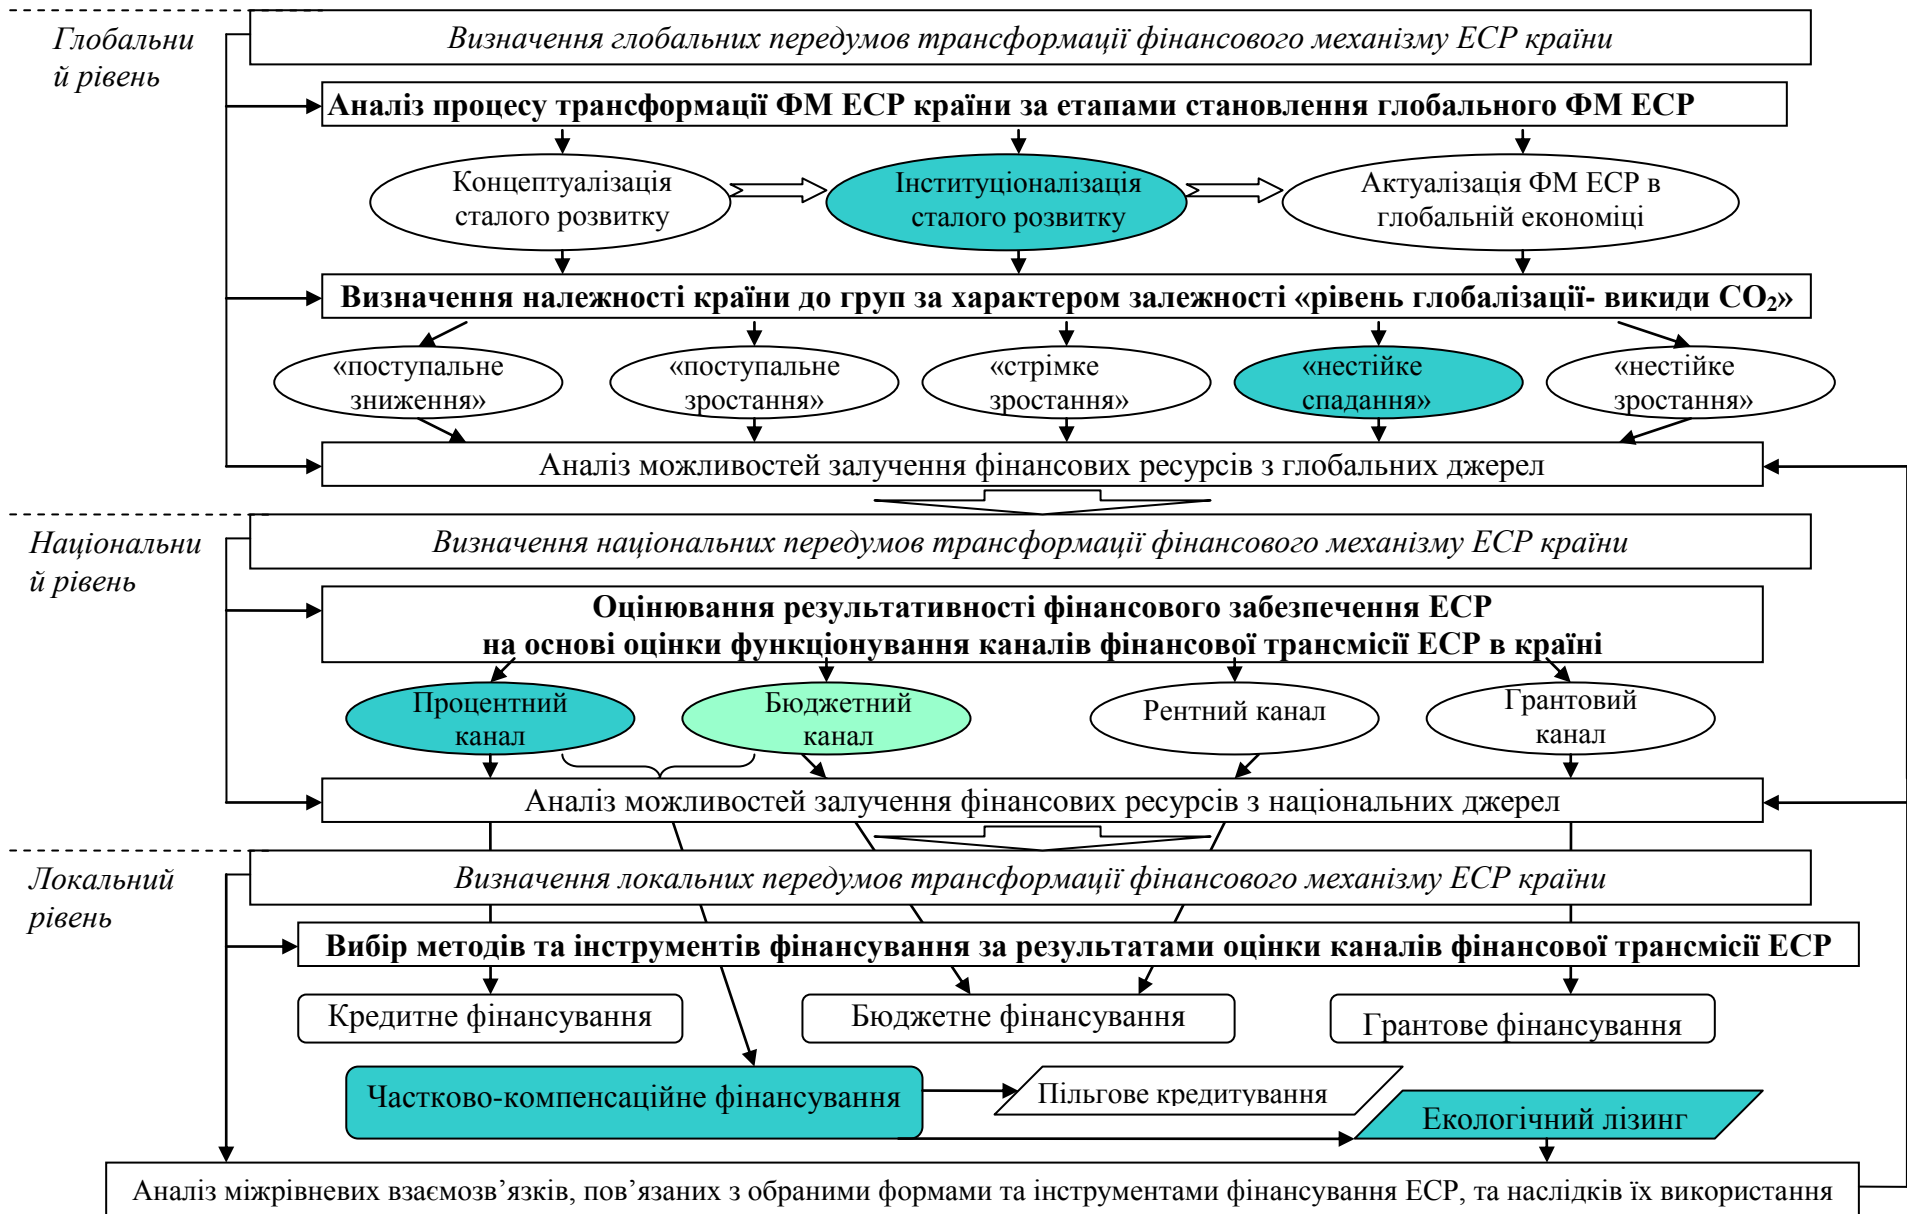 Глобальни
й рівень
Визначення глобальних передумов трансформації фінансового механізму ЕСР країни
Аналіз процесу трансформації ФМ ЕСР країни за етапами становлення глобального ФМ ЕСР
Концептуалізація
сталого розвитку
Інституціоналізація
сталого розвитку
Актуалізація ФМ ЕСР в
глобальній економіці
Визначення належності країни до груп за характером залежності «рівень глобалізації- викиди CO₂»
«поступальне
зниження»
«поступальне
зростання»
«стрімке
зростання»
«нестійке
спадання»
«нестійке
зростання»
Аналіз можливостей залучення фінансових ресурсів з глобальних джерел
Національни
й рівень
Визначення національних передумов трансформації фінансового механізму ЕСР країни
Оцінювання результативності фінансового забезпечення ЕСР
на основі оцінки функціонування каналів фінансової трансмісії ЕСР в країні
Процентний
канал
Бюджетний
канал
Рентний канал
Грантовий
канал
Аналіз можливостей залучення фінансових ресурсів з національних джерел
Локальний
рівень
Визначення локальних передумов трансформації фінансового механізму ЕСР країни
Вибір методів та інструментів фінансування за результатами оцінки каналів фінансової трансмісії ЕСР
Кредитне фінансування
Бюджетне фінансування
Грантове фінансування
Частково-компенсаційне фінансування
Пільгове кредитування
Екологічний лізинг
Аналіз міжрівневих взаємозв’язків, пов’язаних з обраними формами та інструментами фінансування ЕСР, та наслідків їх використання